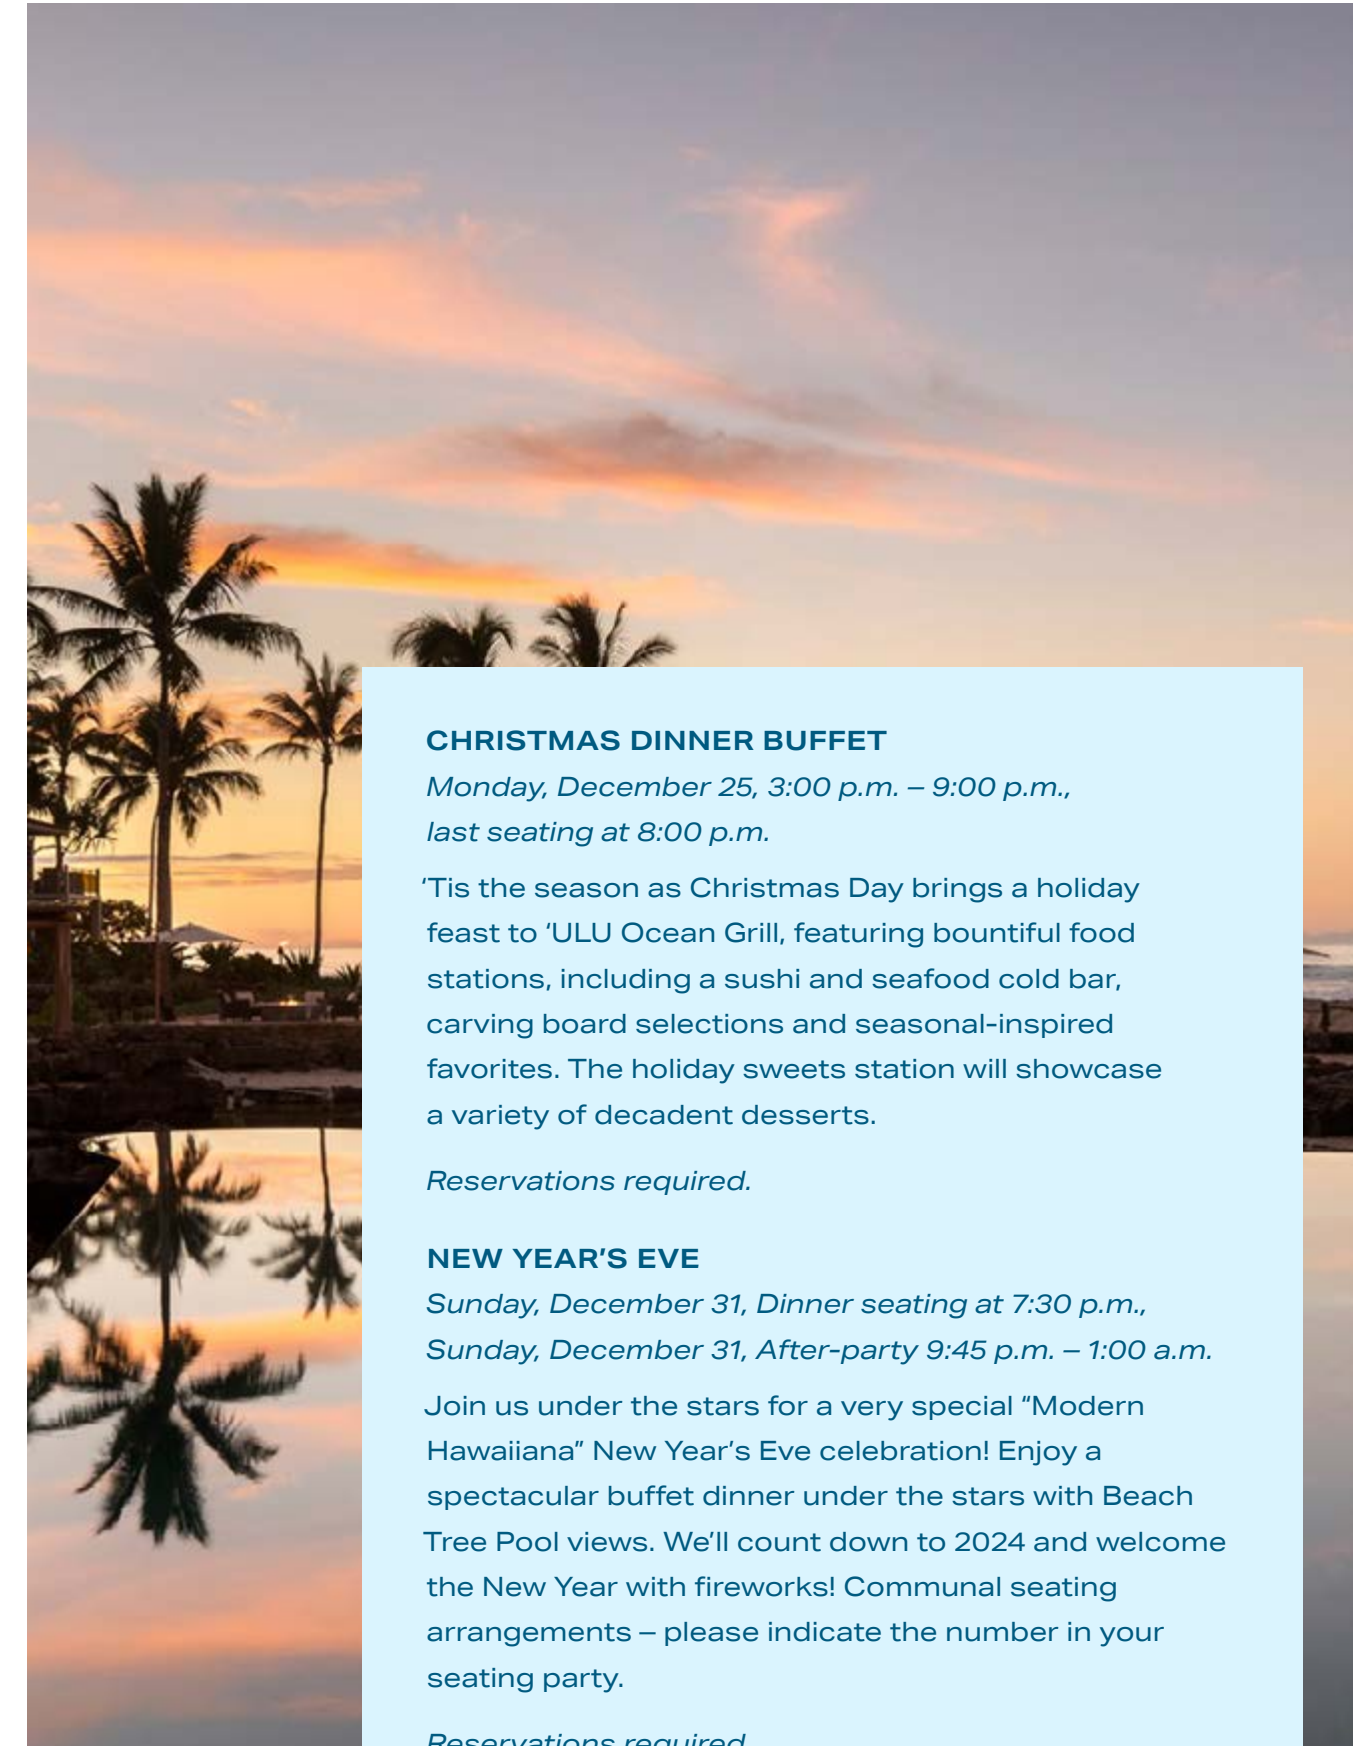 CHRISTMAS DINNER BUFFET
Monday, December 25, 3:00 p.m. – 9:00 p.m.,
last seating at 8:00 p.m.
‘Tis the season as Christmas Day brings a holiday
feast to ‘ULU Ocean Grill, featuring bountiful food
stations, including a sushi and seafood cold bar,
carving board selections and seasonal-inspired
favorites. The holiday sweets station will showcase
a variety of decadent desserts.
Reservations required.
NEW YEAR’S EVE
Sunday, December 31, Dinner seating at 7:30 p.m.,
Sunday, December 31, After-party 9:45 p.m. – 1:00 a.m.
Join us under the stars for a very special “Modern
Hawaiiana” New Year’s Eve celebration! Enjoy a
spectacular buffet dinner under the stars with Beach
Tree Pool views. We’ll count down to 2024 and welcome
the New Year with fireworks! Communal seating
arrangements – please indicate the number in your
seating party.
Reservations required.